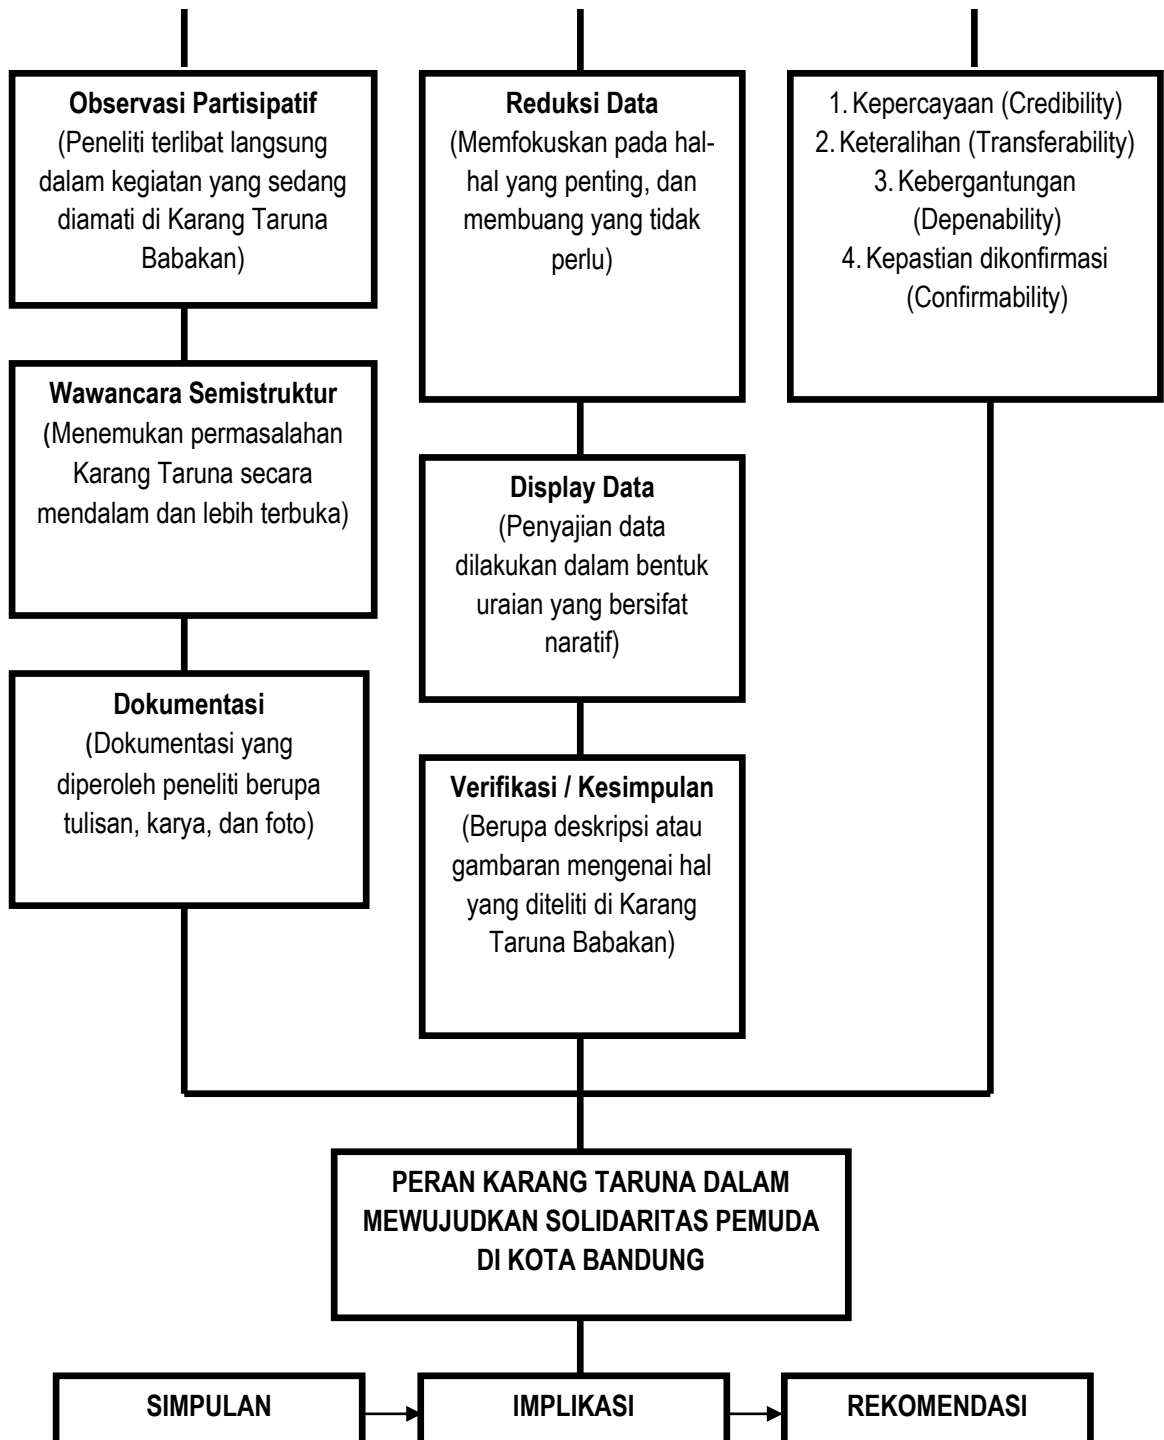 Observasi Partisipatif
(Peneliti terlibat langsung
dalam kegiatan yang sedang
diamati di Karang Taruna
Babakan)
Wawancara Semistruktur
(Menemukan permasalahan
Karang Taruna secara
mendalam dan lebih terbuka)
Dokumentasi
(Dokumentasi yang
diperoleh peneliti berupa
tulisan, karya, dan foto)
Reduksi Data
(Memfokuskan pada hal-
hal yang penting, dan
membuang yang tidak
perlu)
Display Data
(Penyajian data
dilakukan dalam bentuk
uraian yang bersifat
naratif)
Verifikasi / Kesimpulan
(Berupa deskripsi atau
gambaran mengenai hal
yang diteliti di Karang
Taruna Babakan)
1. Kepercayaan (Credibility)
2. Keteralihan (Transferability)
3. Kebergantungan
(Depenability)
4. Kepastian dikonfirmasi
(Confirmability)
PERAN KARANG TARUNA DALAM
MEWUJUDKAN SOLIDARITAS PEMUDA
DI KOTA BANDUNG
SIMPULAN
IMPLIKASI
REKOMENDASI